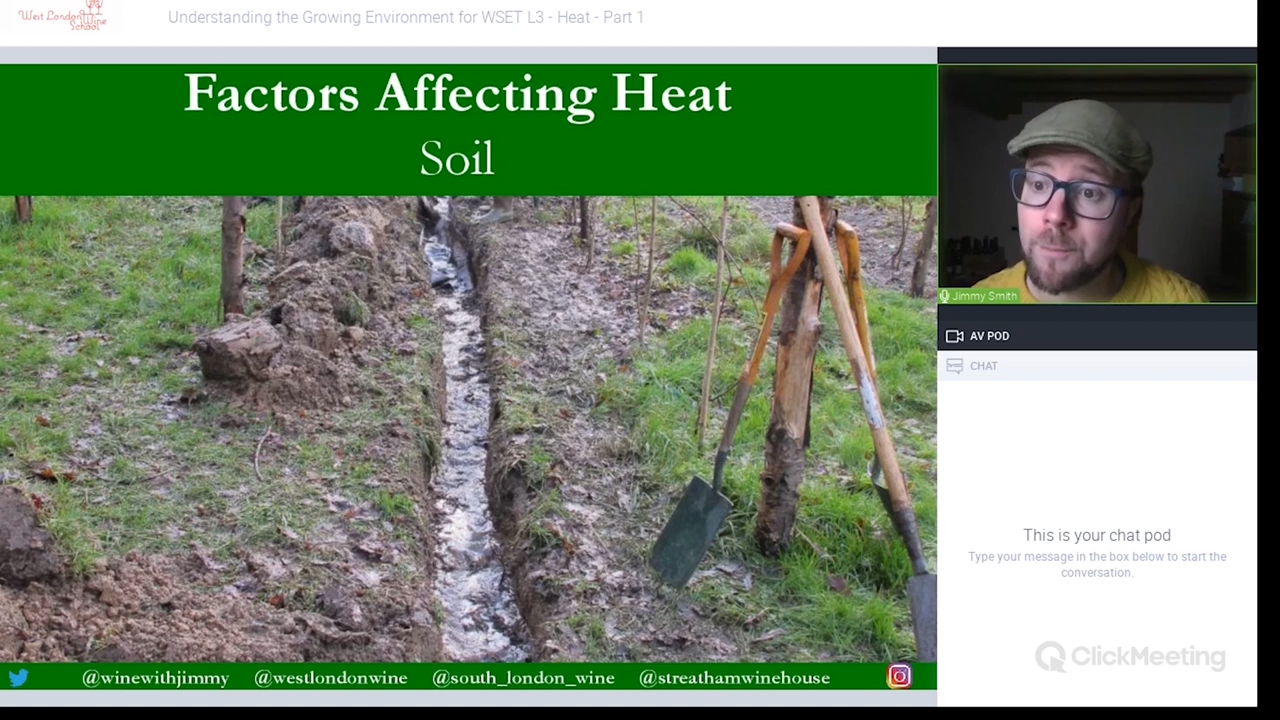 West London
Wine
School
Understanding the Growing Environment for WSET L3 - Heat - Part 1
Factors Affecting Heat
Soil
Jimmy Smith
AV POD
CHAT
This is your chat pod
Type your message in the box below to start the
conversation.
ClickMeeting
@winewithjimmy @westlondonwine @south_london_wine @streathamwinehouse